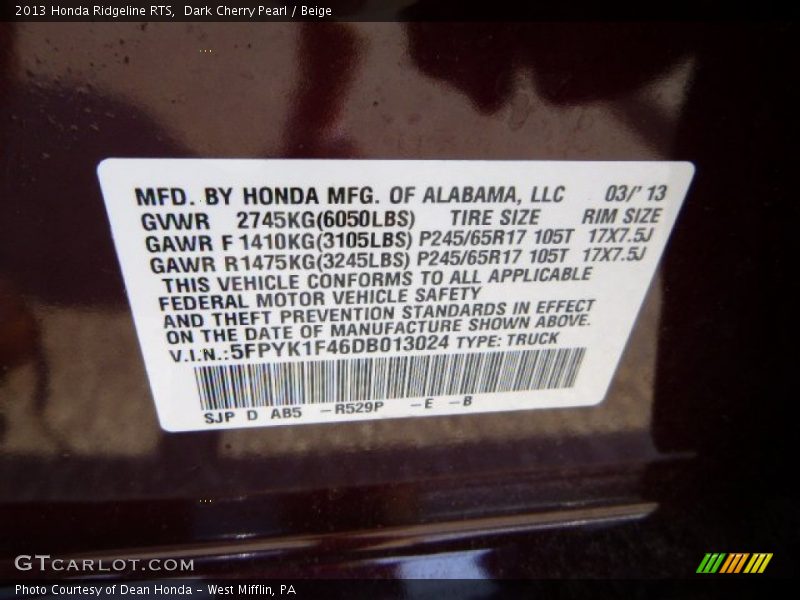 2013 Honda Ridgeline RTS, Dark Cherry Pearl / Beige
MFD. BY HONDA MFG. OF ALABAMA, LLC 03/' 13
GVWR 2745KG(6050LBS) TIRE SIZE RIM SIZE
GAWR F 1410KG(3105LBS) P245/65R17 105T 17X7.5J
GAWR R1475KG(3245LBS) P245/65R17 105T 17X7.5J
THIS VEHICLE CONFORMS TO ALL APPLICABLE
FEDERAL MOTOR VEHICLE SAFETY
AND THEFT PREVENTION STANDARDS IN EFFECT
ON THE DATE OF MANUFACTURE SHOWN ABOVE.
V.I.N.: 5FPYK1F46DB013024 TYPE: TRUCK
SJP D AB5 -R529P -E -B
GTCARLOT.COM
Photo Courtesy of Dean Honda - West Mifflin, PA